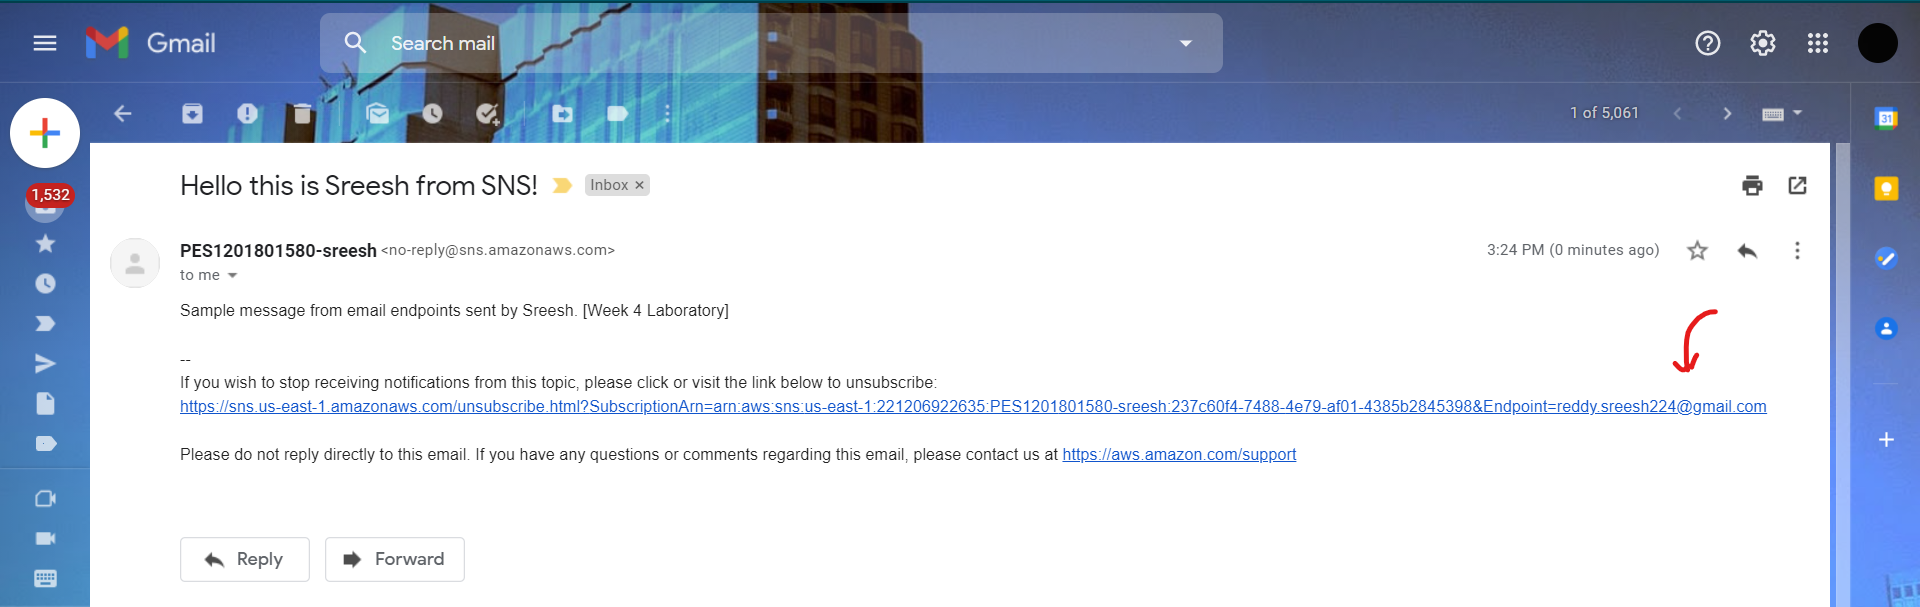 Gmail
Search mail
1 of 5,061
31
1,532
Hello this is Sreesh from SNS!
Inbox ×
PES1201801580-sreesh <no-reply@sns.amazonaws.com>
3:24 PM (0 minutes ago)
to me
Sample message from email endpoints sent by Sreesh. [Week 4 Laboratory]
--
If you wish to stop receiving notifications from this topic, please click or visit the link below to unsubscribe:
https://sns.us-east-1.amazonaws.com/unsubscribe.html?SubscriptionArn=arn:aws:sns:us-east-1:221206922635:PES1201801580-sreesh:237c60f4-7488-4e79-af01-4385b2845398&Endpoint=reddy.sreesh224@gmail.com
Please do not reply directly to this email. If you have any questions or comments regarding this email, please contact us at https://aws.amazon.com/support
Reply
Forward